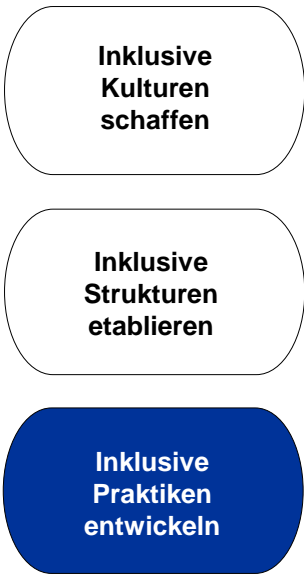 Inklusive
Kulturen
schaffen
Inklusive
Strukturen
etablieren
Inklusive
Praktiken
entwickeln